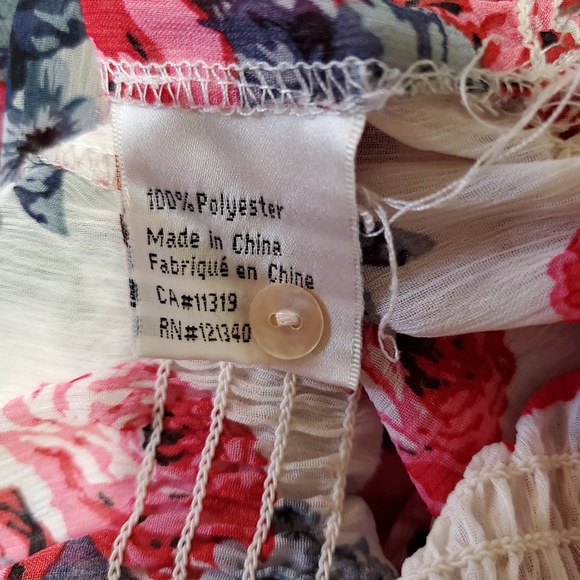 100% Polyester
Made in China
Fabriqué en Chine
CA#11319
RN#121340